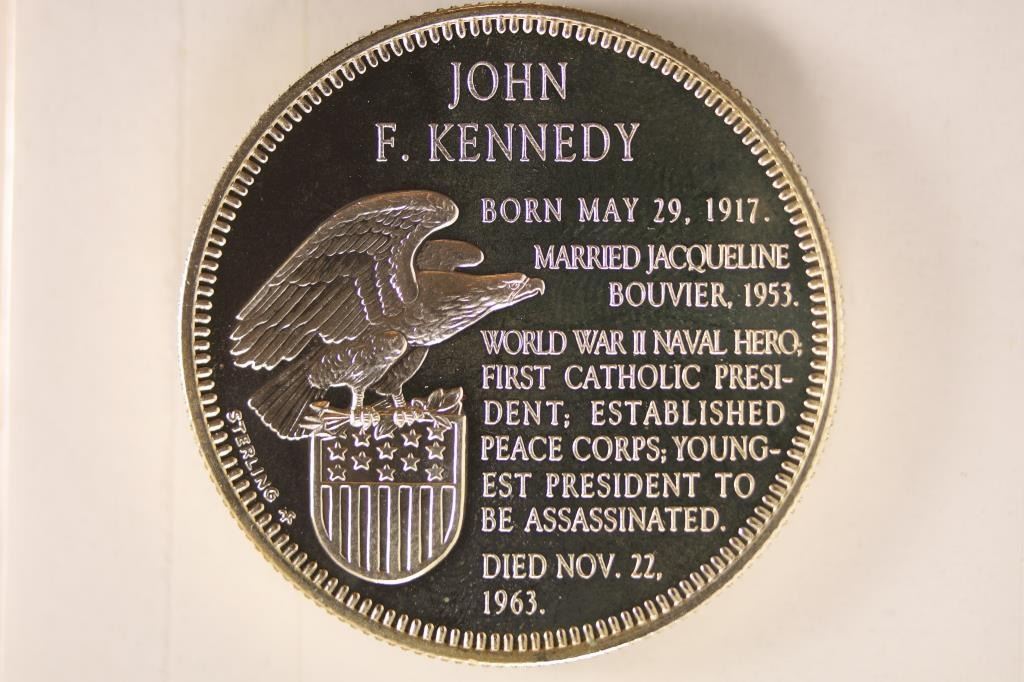 JOHN
F. KENNEDY
BORN MAY 29, 1917.
MARRIED JACQUELINE
BOUVIER, 1953.
WORLD WAR II NAVAL HERO;
FIRST CATHOLIC PRESI-
DENT; ESTABLISHED
PEACE CORPS; YOUNG-
EST PRESIDENT TO
BE ASSASSINATED.
DIED NOV. 22,
1963.
STERLING